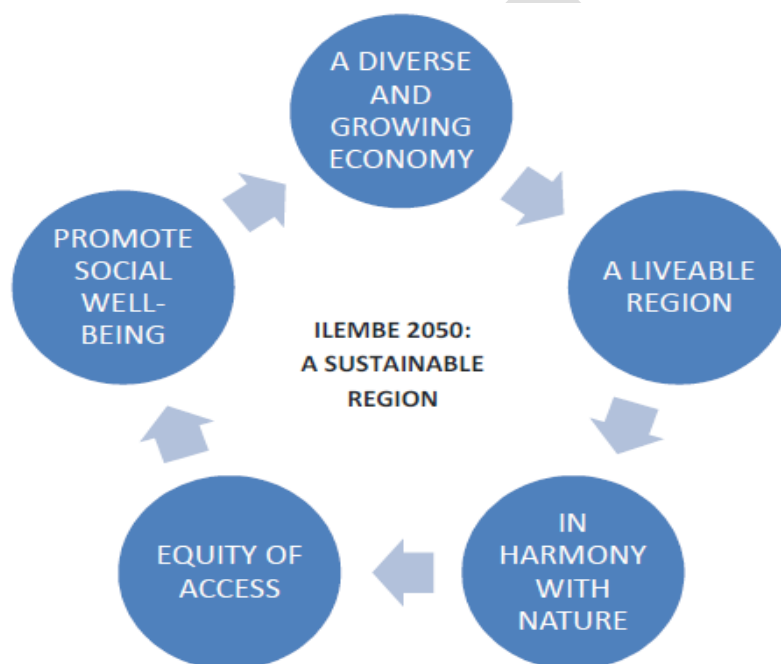 A DIVERSE
AND
GROWING
ECONOMY
A LIVEABLE
REGION
IN
HARMONY
WITH
NATURE
EQUITY OF
ACCESS
PROMOTE
SOCIAL
WELL-
BEING
ILEMBE 2050:
A SUSTAINABLE
REGION